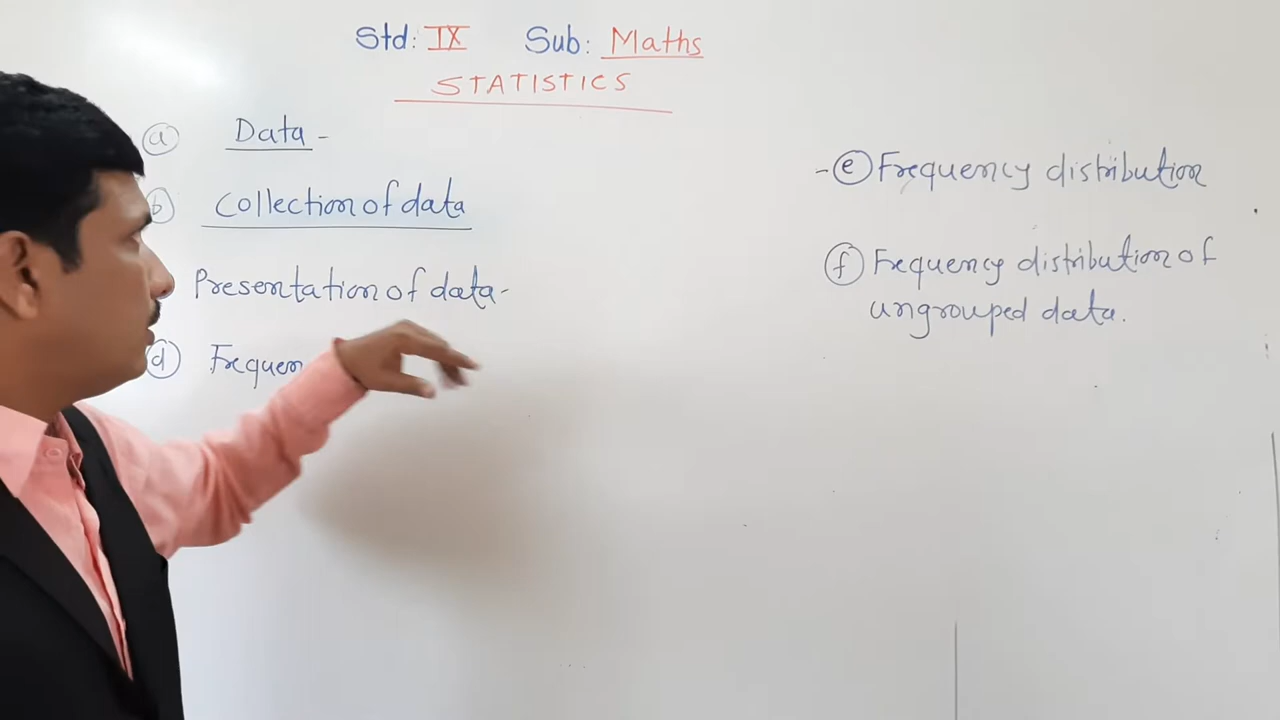 Std: IX Sub: Maths
STATISTICS
(a) Data -
(b) Collection of data
Presentation of data -
(d) Frequen
- (e) Frequency distribution
(f) Frequency distribution of
ungrouped data.